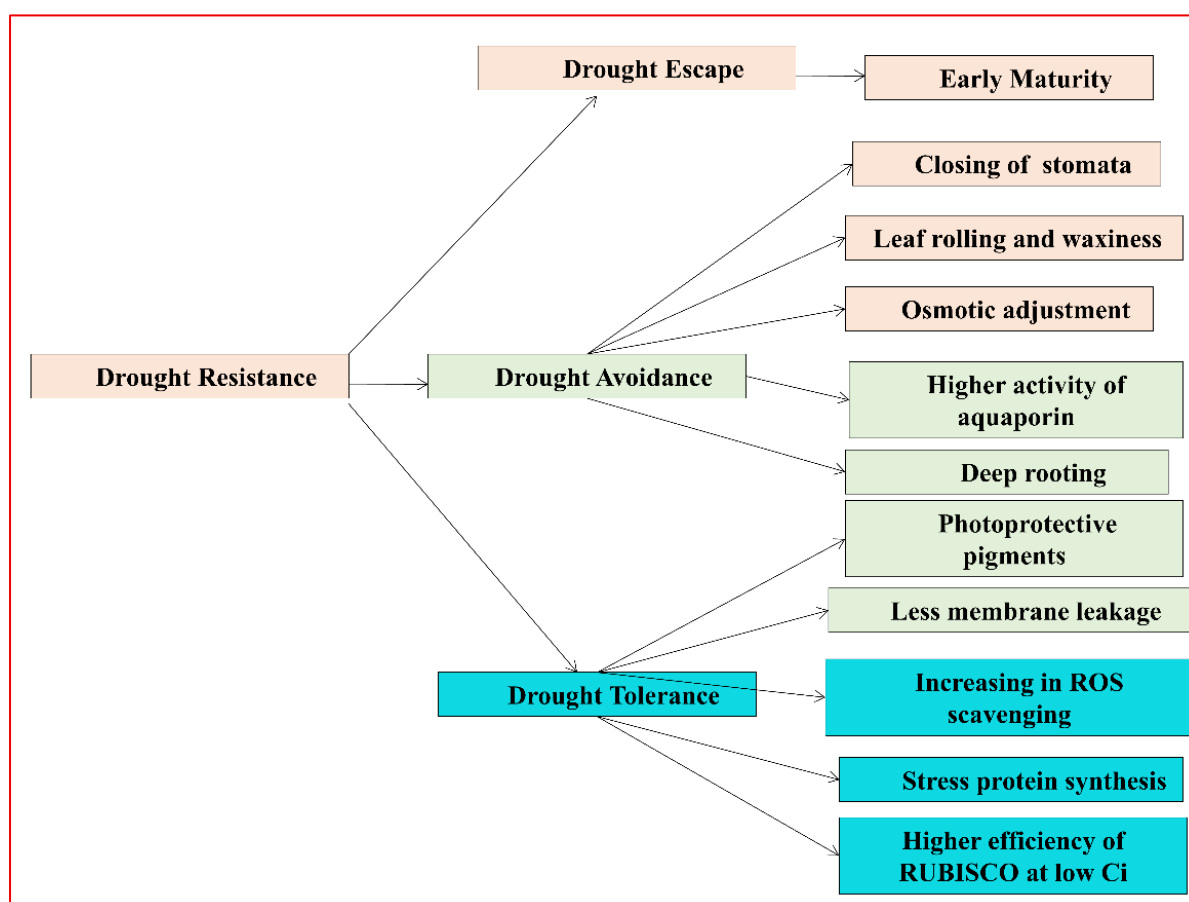 Drought Escape
Early Maturity
Closing of stomata
Leaf rolling and waxiness
Osmotic adjustment
Drought Resistance
Drought Avoidance
Higher activity of
aquaporin
Deep rooting
Photoprotective
pigments
Less membrane leakage
Drought Tolerance
Increasing in ROS
scavenging
Stress protein synthesis
Higher efficiency of
RUBISCO at low Ci